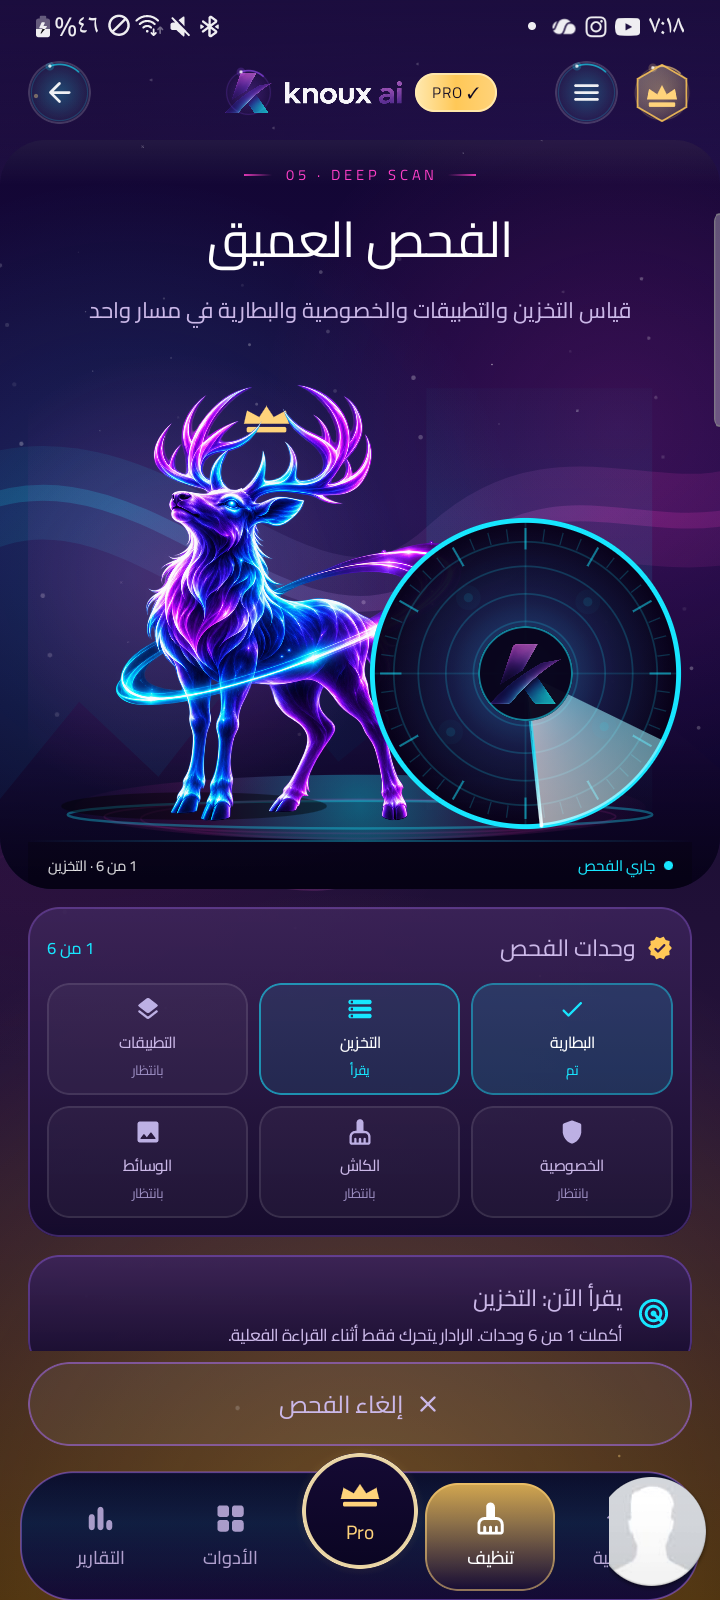 ٧:١٨
%٤٦
knoux ai
PRO ✓
05 · DEEP SCAN
الفحص العميق
قياس التخزين والتطبيقات والخصوصية والبطارية في مسار واحد
جاري الفحص
1 من 6 · التخزين
وحدات الفحص
1 من 6
البطارية
تم
التخزين
يقرأ
التطبيقات
بانتظار
الخصوصية
بانتظار
الكاش
بانتظار
الوسائط
بانتظار
يقرأ الآن: التخزين
أكملت 1 من 6 وحدات. الرادار يتحرك فقط أثناء القراءة الفعلية.
إلغاء الفحص
تنظيف
Pro
الأدوات
التقارير